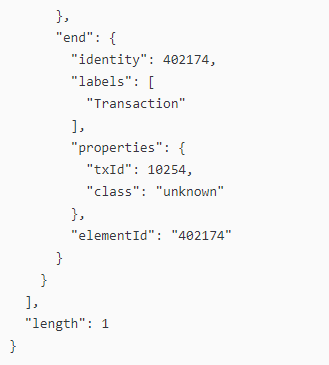 },
"end": {
"identity": 402174,
"labels": [
"Transaction"
],
"properties": {
"txId": 10254,
"class": "unknown"
},
"elementId": "402174"
}
}
],
"length": 1
}